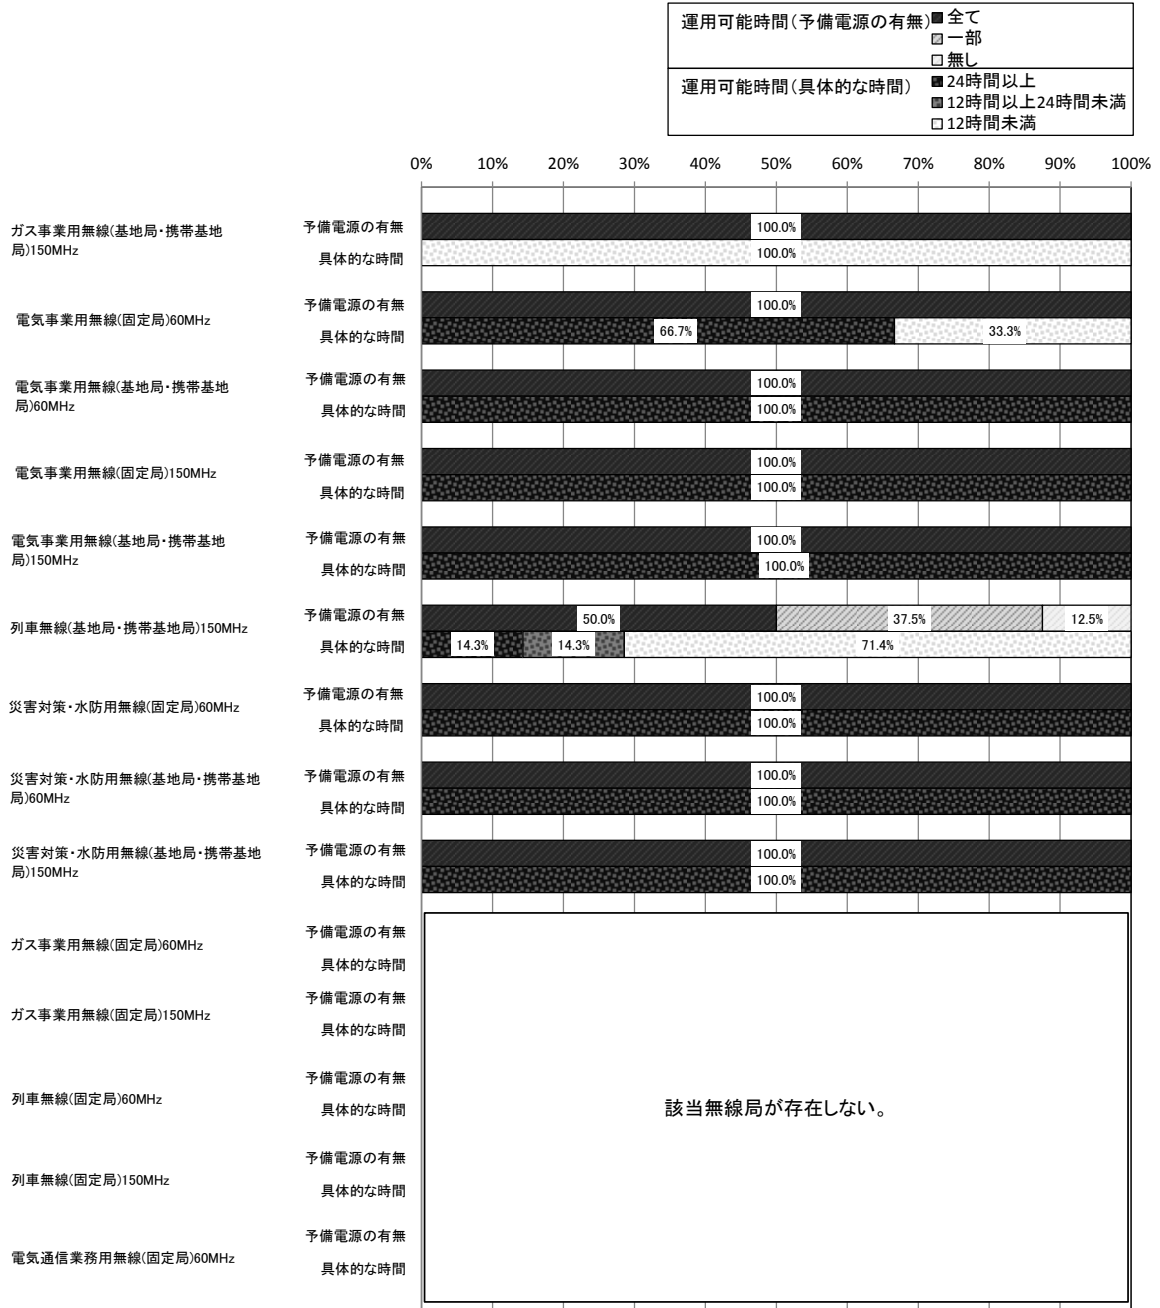 運用可能時間(予備電源の有無)
全て
一部
無し
運用可能時間(具体的な時間)
24時間以上
12時間以上24時間未満
12時間未満
0% 10% 20% 30% 40% 50% 60% 70% 80% 90% 100%
ガス事業用無線(基地局・携帯基地
局)150MHz
予備電源の有無
100.0%
具体的な時間
100.0%
電気事業用無線(固定局)60MHz
予備電源の有無
100.0%
具体的な時間
66.7% 33.3%
電気事業用無線(基地局・携帯基地
局)60MHz
予備電源の有無
100.0%
具体的な時間
100.0%
電気事業用無線(固定局)150MHz
予備電源の有無
100.0%
具体的な時間
100.0%
電気事業用無線(基地局・携帯基地
局)150MHz
予備電源の有無
100.0%
具体的な時間
100.0%
列車無線(基地局・携帯基地局)150MHz
予備電源の有無
50.0% 37.5% 12.5%
具体的な時間
14.3% 14.3% 71.4%
災害対策・水防用無線(固定局)60MHz
予備電源の有無
100.0%
具体的な時間
100.0%
災害対策・水防用無線(基地局・携帯基地
局)60MHz
予備電源の有無
100.0%
具体的な時間
100.0%
災害対策・水防用無線(基地局・携帯基地
局)150MHz
予備電源の有無
100.0%
具体的な時間
100.0%
ガス事業用無線(固定局)60MHz
予備電源の有無
具体的な時間
ガス事業用無線(固定局)150MHz
予備電源の有無
具体的な時間
列車無線(固定局)60MHz
予備電源の有無
具体的な時間
該当無線局が存在しない。
列車無線(固定局)150MHz
予備電源の有無
具体的な時間
電気通信業務用無線(固定局)60MHz
予備電源の有無
具体的な時間